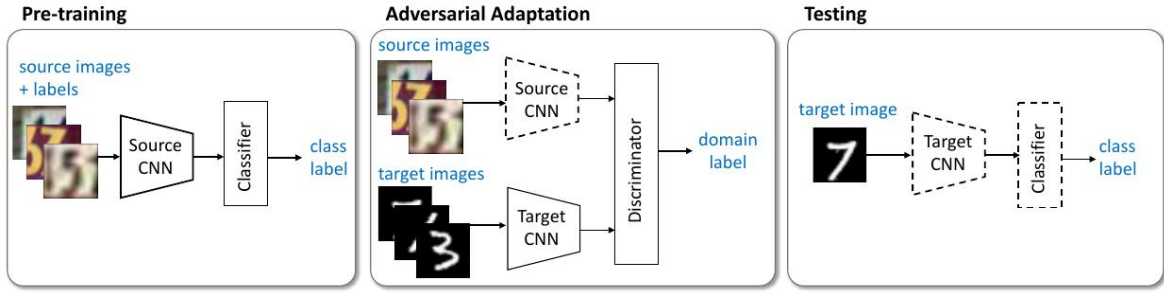 Pre-training
source images
+ labels
Source
CNN
Classifier
class
label
Adversarial Adaptation
source images
Source
CNN
target images
Target
CNN
Discriminator
domain
label
Testing
target image
7
Target
CNN
Classifier
class
label